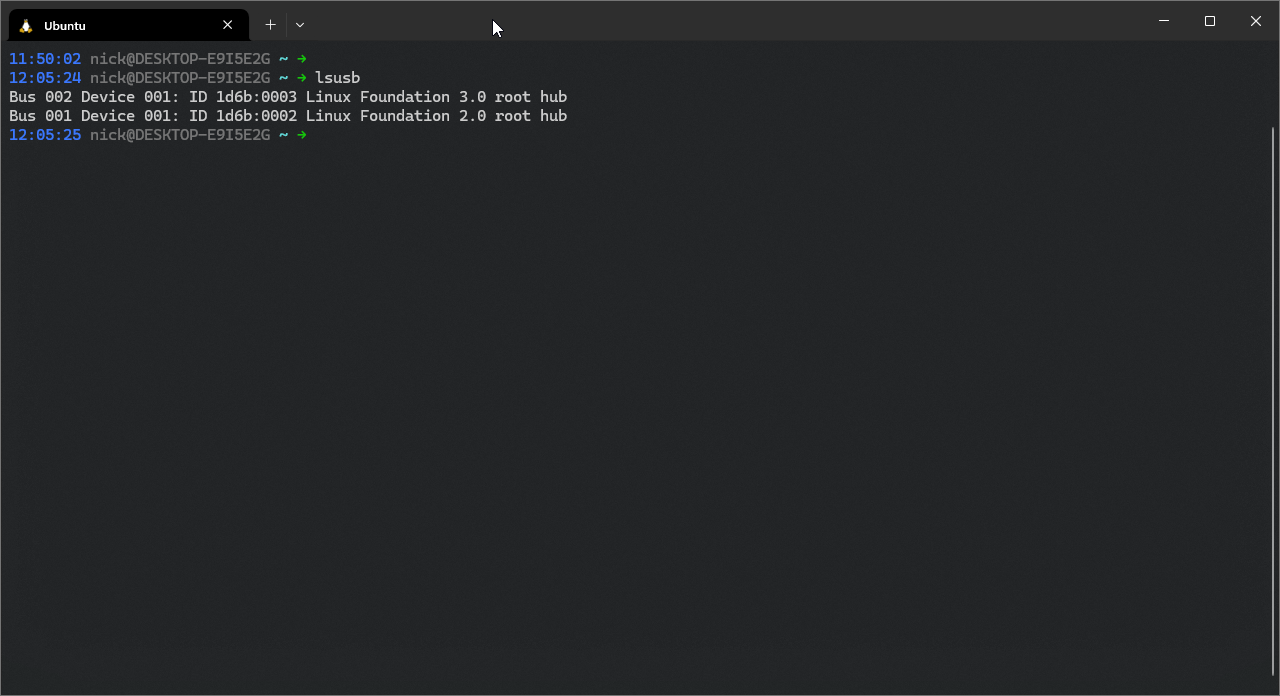 Ubuntu
11:50:02 nick@DESKTOP-E9I5E2G ~ →
12:05:24 nick@DESKTOP-E9I5E2G ~ → lsusb
Bus 002 Device 001: ID 1d6b:0003 Linux Foundation 3.0 root hub
Bus 001 Device 001: ID 1d6b:0002 Linux Foundation 2.0 root hub
12:05:25 nick@DESKTOP-E9I5E2G ~ →